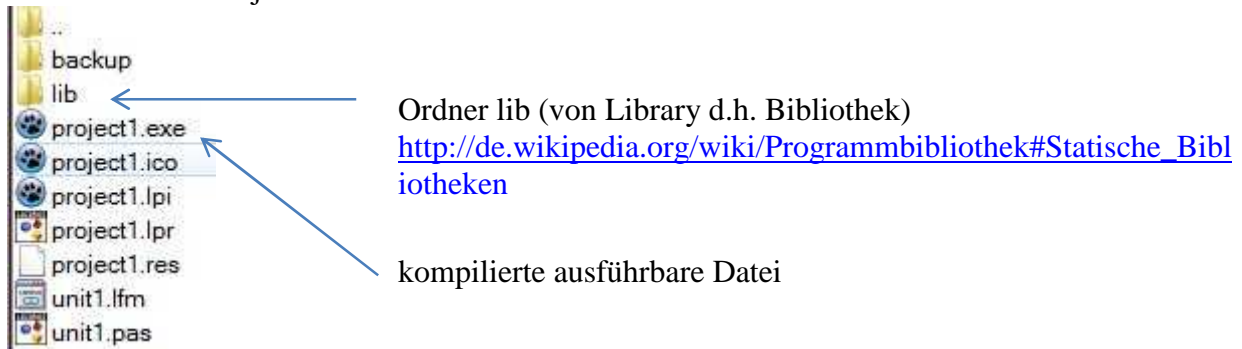 ..
backup
lib
project1.exe
project1.ico
project1.lpi
project1.lpr
project1.res
unit1.lfm
unit1.pas
Ordner lib (von Library d.h. Bibliothek)
http://de.wikipedia.org/wiki/Programmbibliothek#Statische_Bibl
iotheken
kompilierte ausführbare Datei